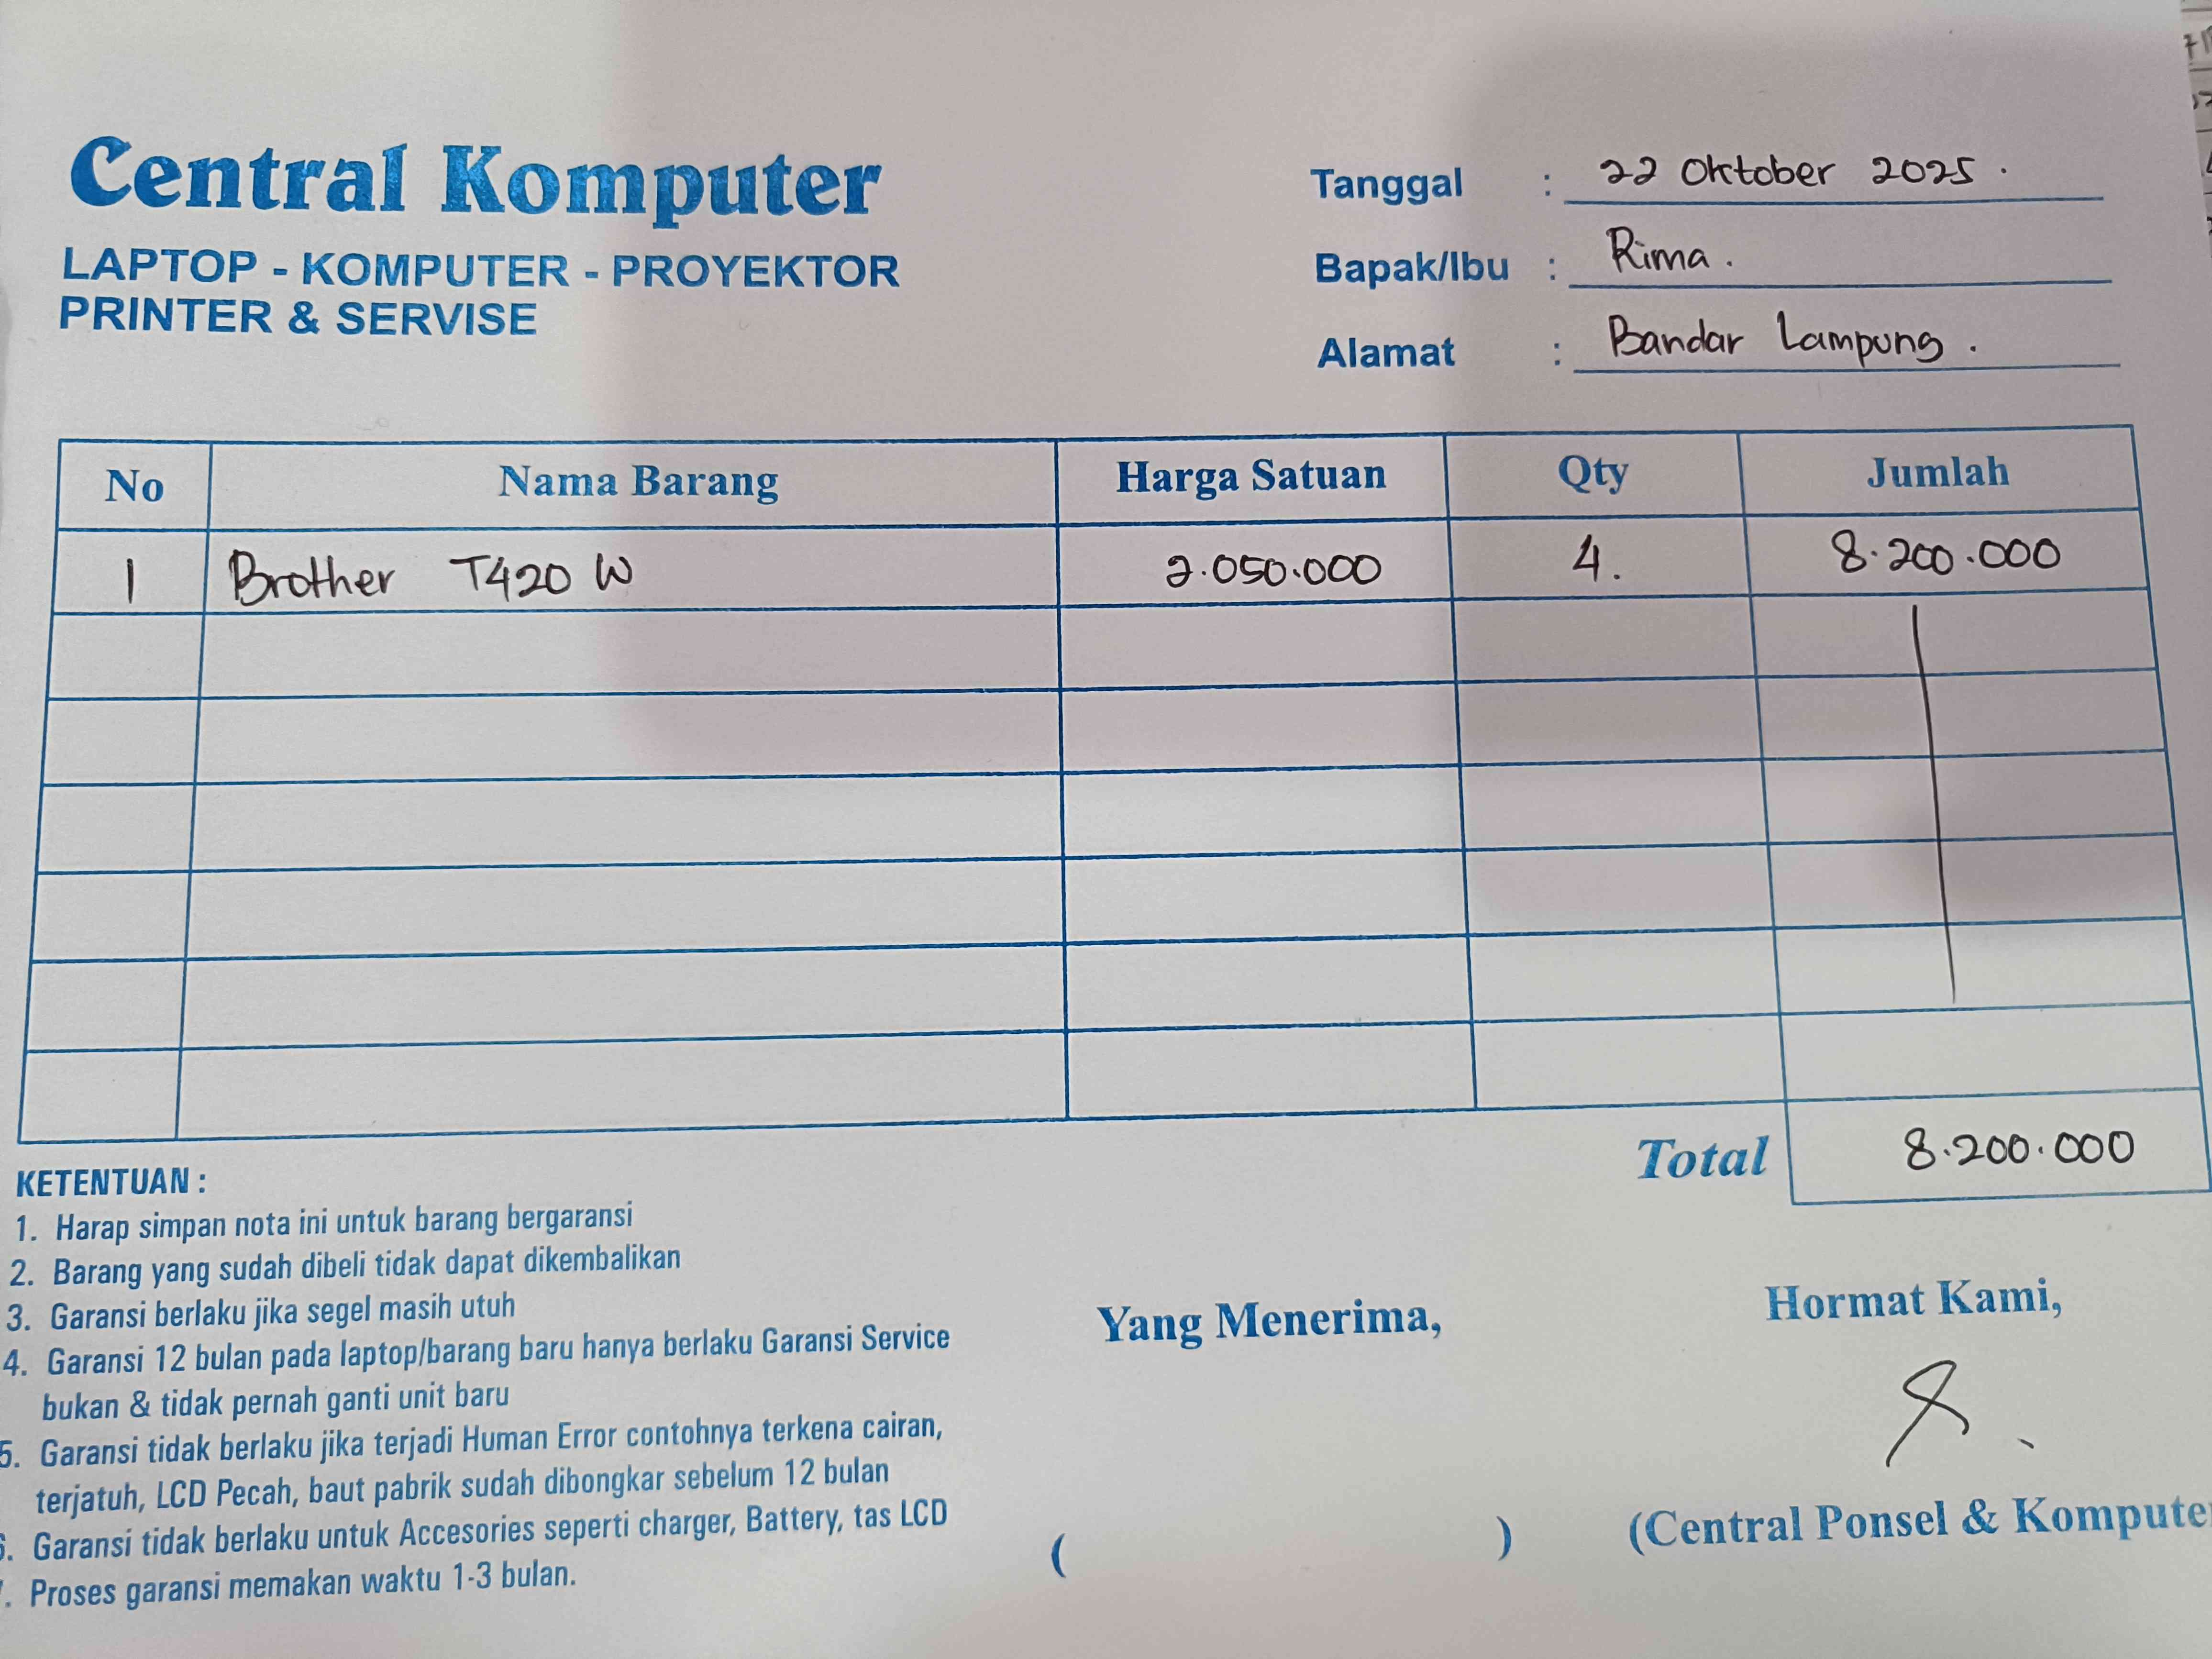 Central Komputer
LAPTOP - KOMPUTER - PROYEKTOR
PRINTER & SERVISE
Tanggal : 22 Oktober 2025.
Bapak/Ibu : Rima.
Alamat : Bandar Lampung.
No Nama Barang Harga Satuan Qty Jumlah
1 Brother T420 W 2.050.000 4. 8.200.000
Total 8.200.000
KETENTUAN :
1. Harap simpan nota ini untuk barang bergaransi
2. Barang yang sudah dibeli tidak dapat dikembalikan
3. Garansi berlaku jika segel masih utuh
4. Garansi 12 bulan pada laptop/barang baru hanya berlaku Garansi Service
bukan & tidak pernah ganti unit baru
5. Garansi tidak berlaku jika terjadi Human Error contohnya terkena cairan,
terjatuh, LCD Pecah, baut pabrik sudah dibongkar sebelum 12 bulan
6. Garansi tidak berlaku untuk Accesories seperti charger, Battery, tas LCD
. Proses garansi memakan waktu 1-3 bulan.
Yang Menerima,
( )
Hormat Kami,
(Central Ponsel & Kompute